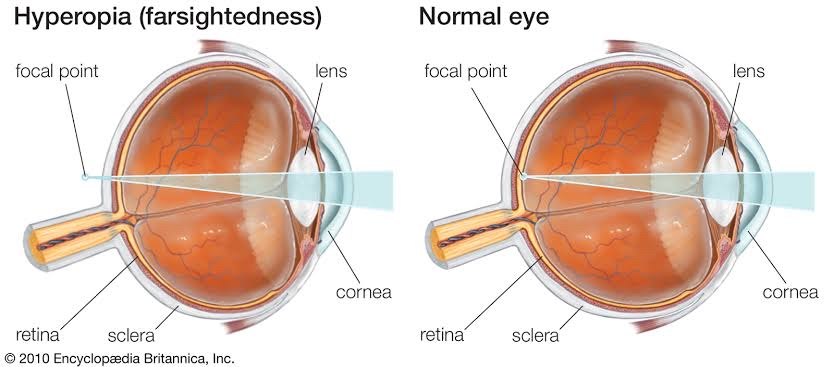 Hyperopia (farsightedness)
focal point
lens
cornea
retina
sclera
Normal eye
focal point
lens
cornea
retina
sclera
© 2010 Encyclopædia Britannica, Inc.